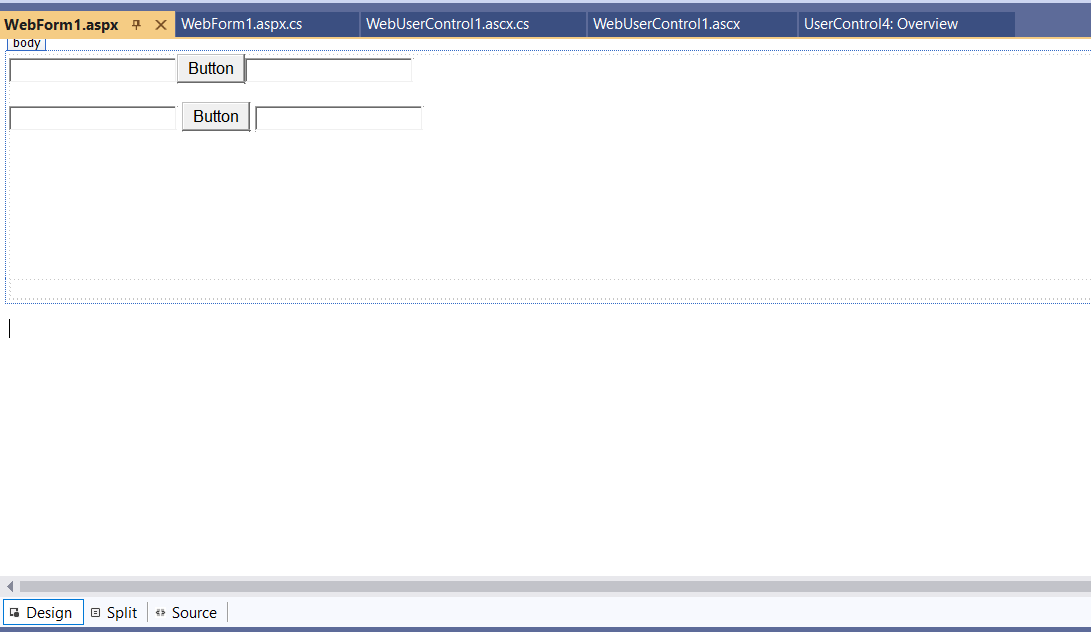 WebForm1.aspx WebForm1.aspx.cs WebUserControl1.ascx.cs WebUserControl1.ascx UserControl4: Overview
body
Button
Button
Design Split Source